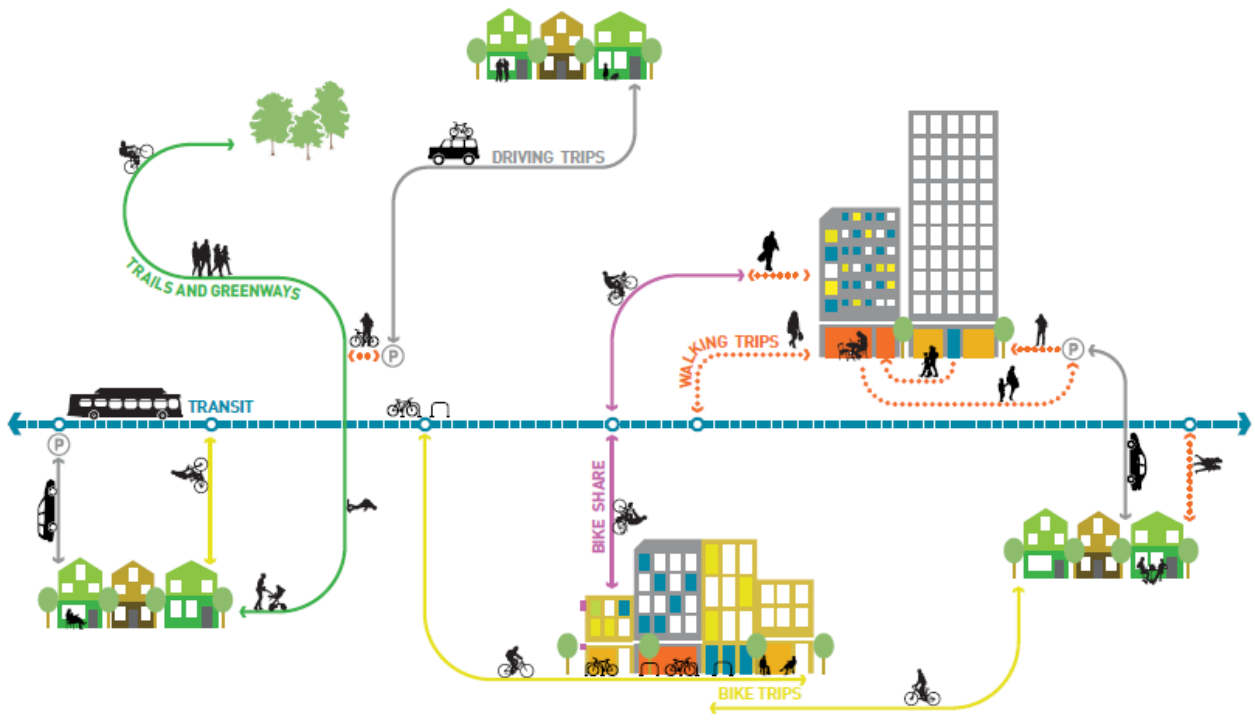 DRIVING TRIPS
TRAILS AND GREENWAYS
WALKING TRIPS
P
P
TRANSIT
P
BIKE SHARE
BIKE TRIPS